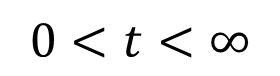 0 < t < ∞